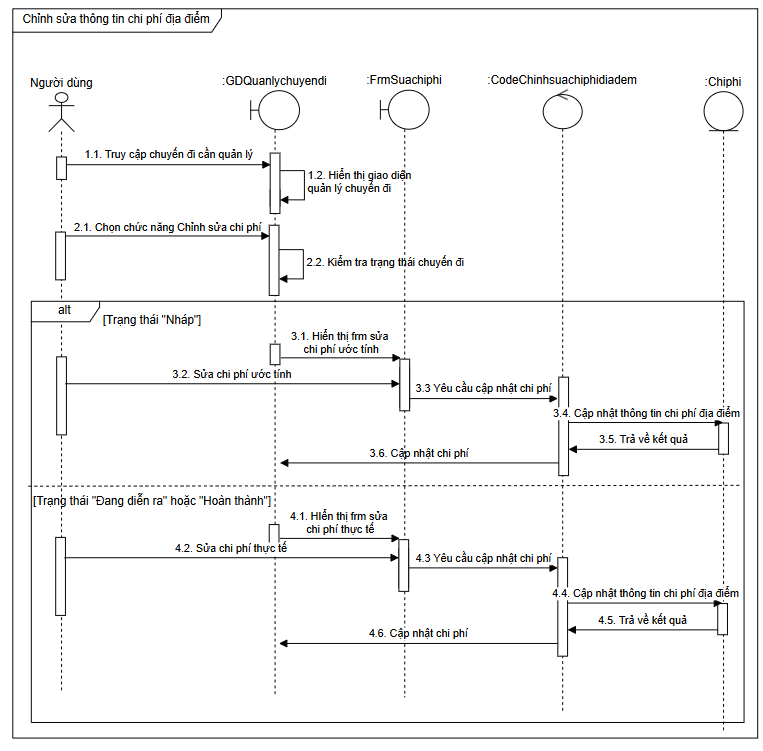 Chỉnh sửa thông tin chi phí địa điểm
Người dùng
:GDQuanlychuyendi
:FrmSuachiphi
:CodeChinhsuachiphidiadem
:Chiphi
1.1. Truy cập chuyến đi cần quản lý
1.2. Hiển thị giao diện
quản lý chuyến đi
2.1. Chọn chức năng Chỉnh sửa chi phí
2.2. Kiểm tra trạng thái chuyến đi
alt
[Trạng thái "Nháp"]
3.1. Hiển thị frm sửa
chi phí ước tính
3.2. Sửa chi phí ước tính
3.3 Yêu cầu cập nhật chi phí
3.4. Cập nhật thông tin chi phí địa điểm
3.5. Trả về kết quả
3.6. Cập nhật chi phí
[Trạng thái "Đang diễn ra" hoặc "Hoàn thành"]
4.1. HIển thị frm sửa
chi phí thực tế
4.2. Sửa chi phí thực tế
4.3 Yêu cầu cập nhật chi phí
4.4. Cập nhật thông tin chi phí địa điểm
4.5. Trả về kết quả
4.6. Cập nhật chi phí